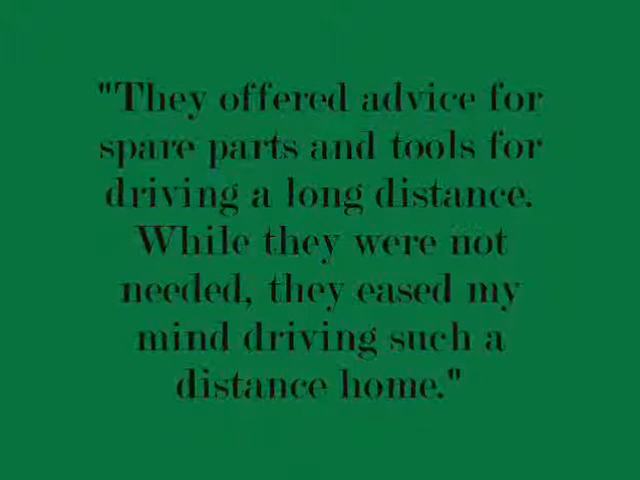 "They offered advice for
spare parts and tools for
driving a long distance.
While they were not
needed, they eased my
mind driving such a
distance home."